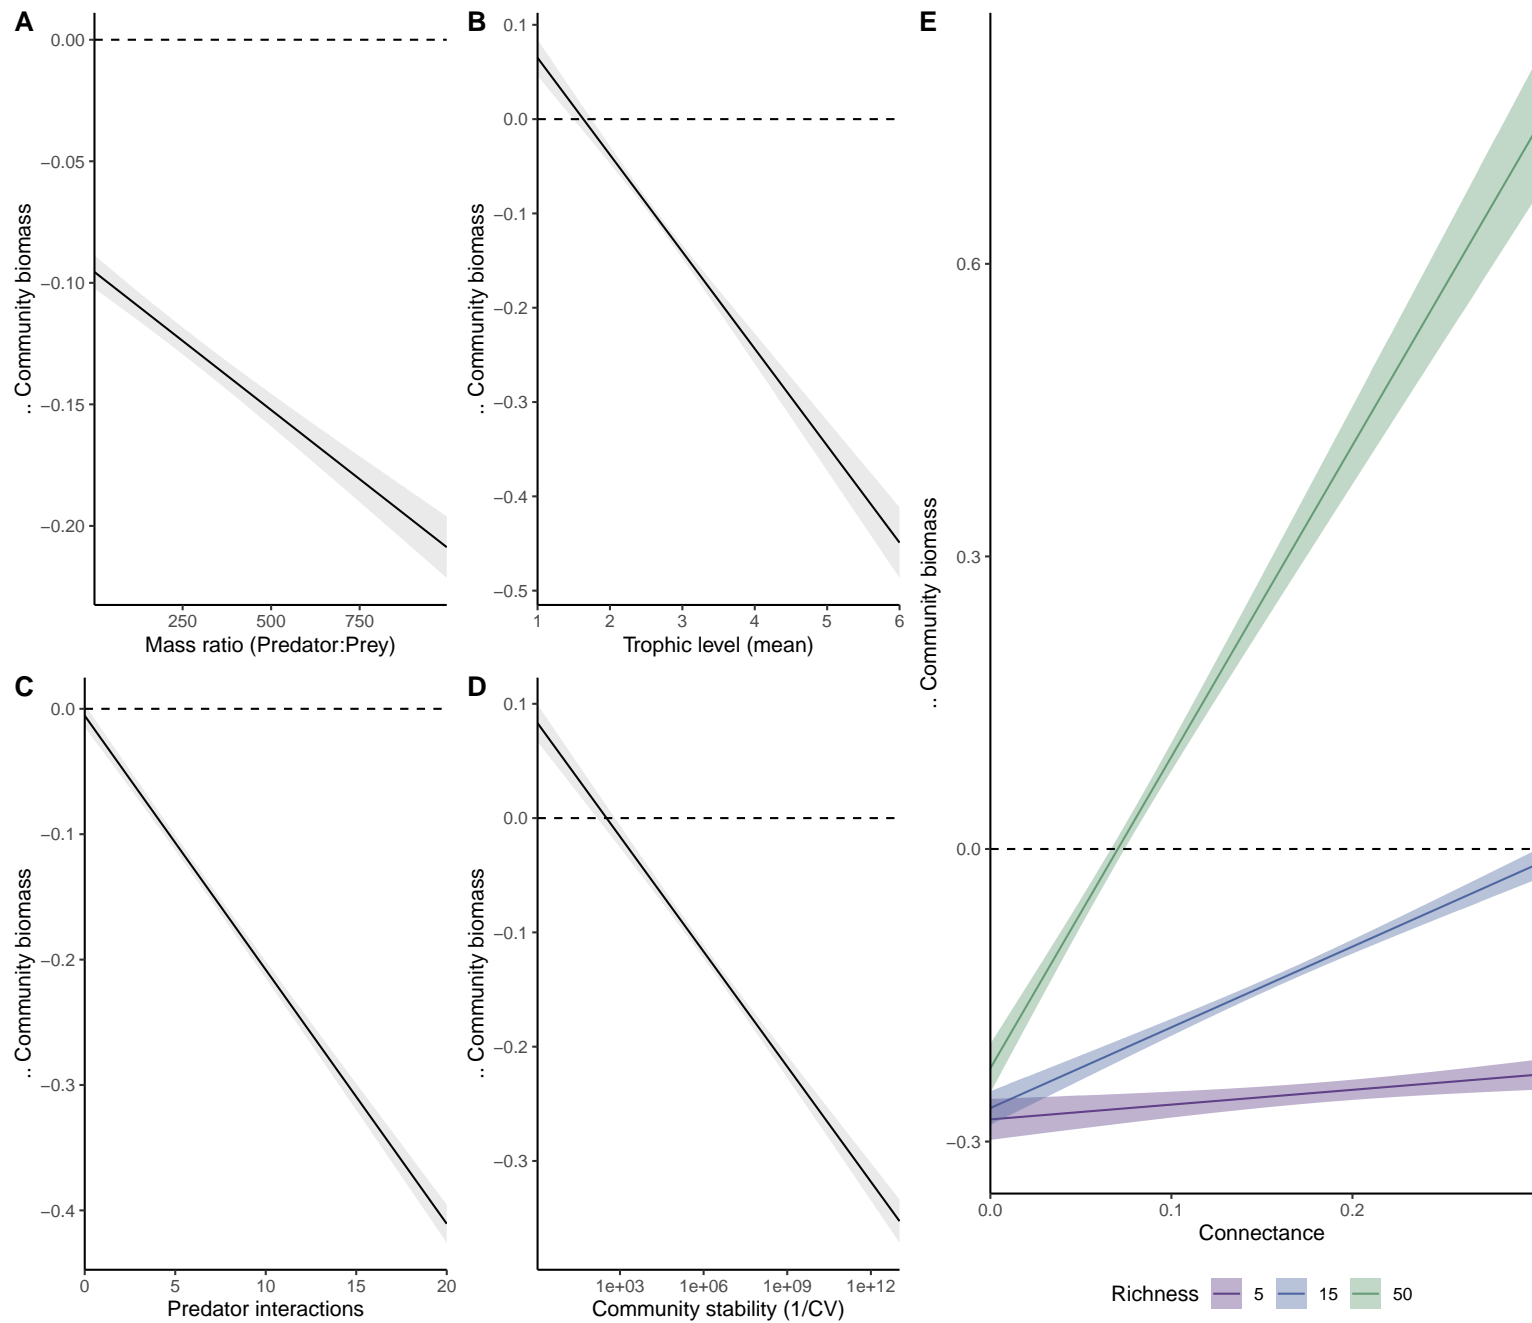 A
0.00
−0.05
−0.10
−0.15
−0.20
.. Community biomass
250 500 750
Mass ratio (Predator:Prey)
B
0.1
0.0
−0.1
−0.2
−0.3
−0.4
−0.5
.. Community biomass
1 2 3 4 5 6
Trophic level (mean)
C
0.0
−0.1
−0.2
−0.3
−0.4
.. Community biomass
0 5 10 15 20
Predator interactions
D
0.1
0.0
−0.1
−0.2
−0.3
.. Community biomass
1e+03 1e+06 1e+09 1e+12
Community stability (1/CV)
E
0.6
0.3
0.0
−0.3
.. Community biomass
0.0 0.1 0.2
Connectance
Richness 5 15 50